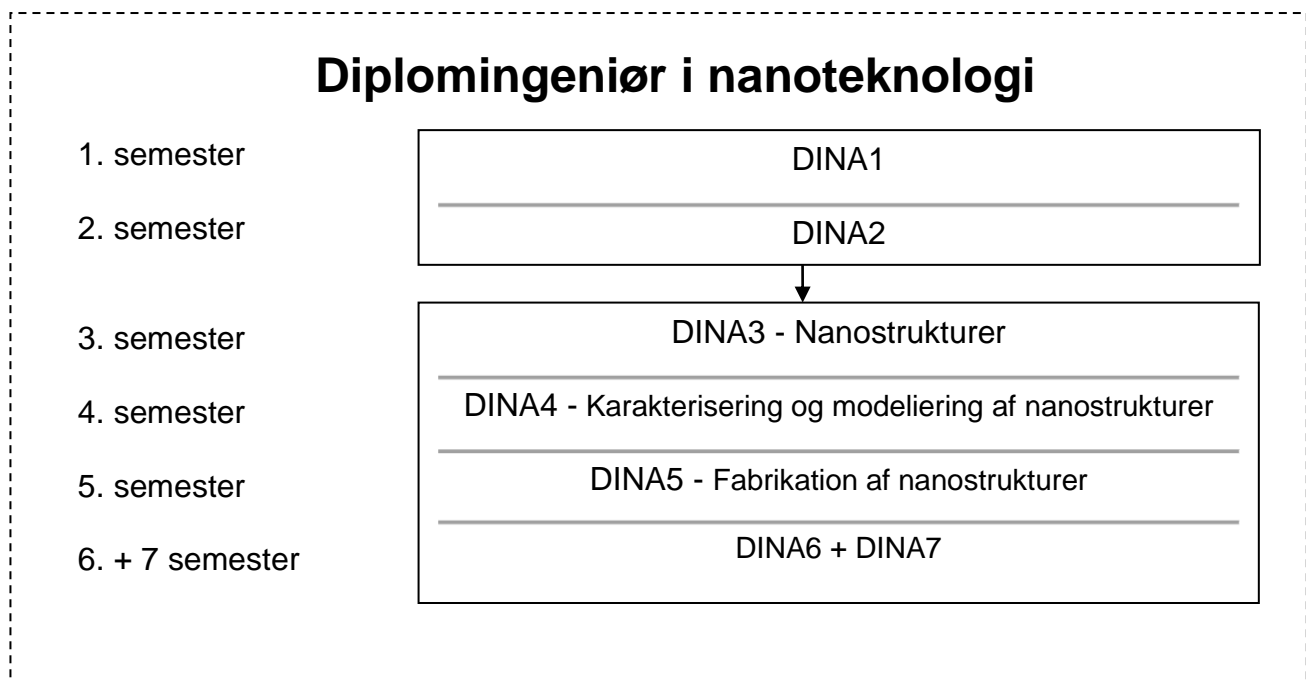 Diplomingeniør i nanoteknologi
1. semester
DINA1
2. semester
DINA2
3. semester
DINA3 - Nanostrukturer
4. semester
DINA4 - Karakterisering og modeliering af nanostrukturer
5. semester
DINA5 - Fabrikation af nanostrukturer
6. + 7 semester
DINA6 + DINA7